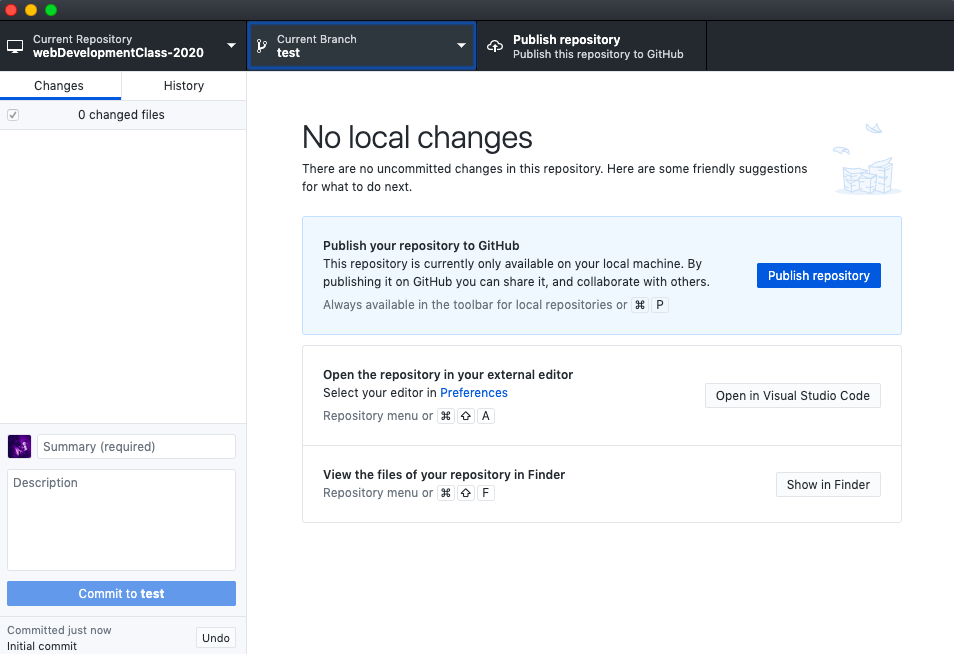 Current Repository
webDevelopmentClass-2020
Current Branch
test
Publish repository
Publish this repository to GitHub
Changes
History
0 changed files
No local changes
There are no uncommitted changes in this repository. Here are some friendly suggestions
for what to do next.
Publish your repository to GitHub
This repository is currently only available on your local machine. By
publishing it on GitHub you can share it, and collaborate with others.
Always available in the toolbar for local repositories or ⌘ P
Publish repository
Open the repository in your external editor
Select your editor in Preferences
Repository menu or ⌘ ⇧ A
Open in Visual Studio Code
View the files of your repository in Finder
Repository menu or ⌘ ⇧ F
Show in Finder
Summary (required)
Description
Commit to test
Committed just now
Initial commit
Undo